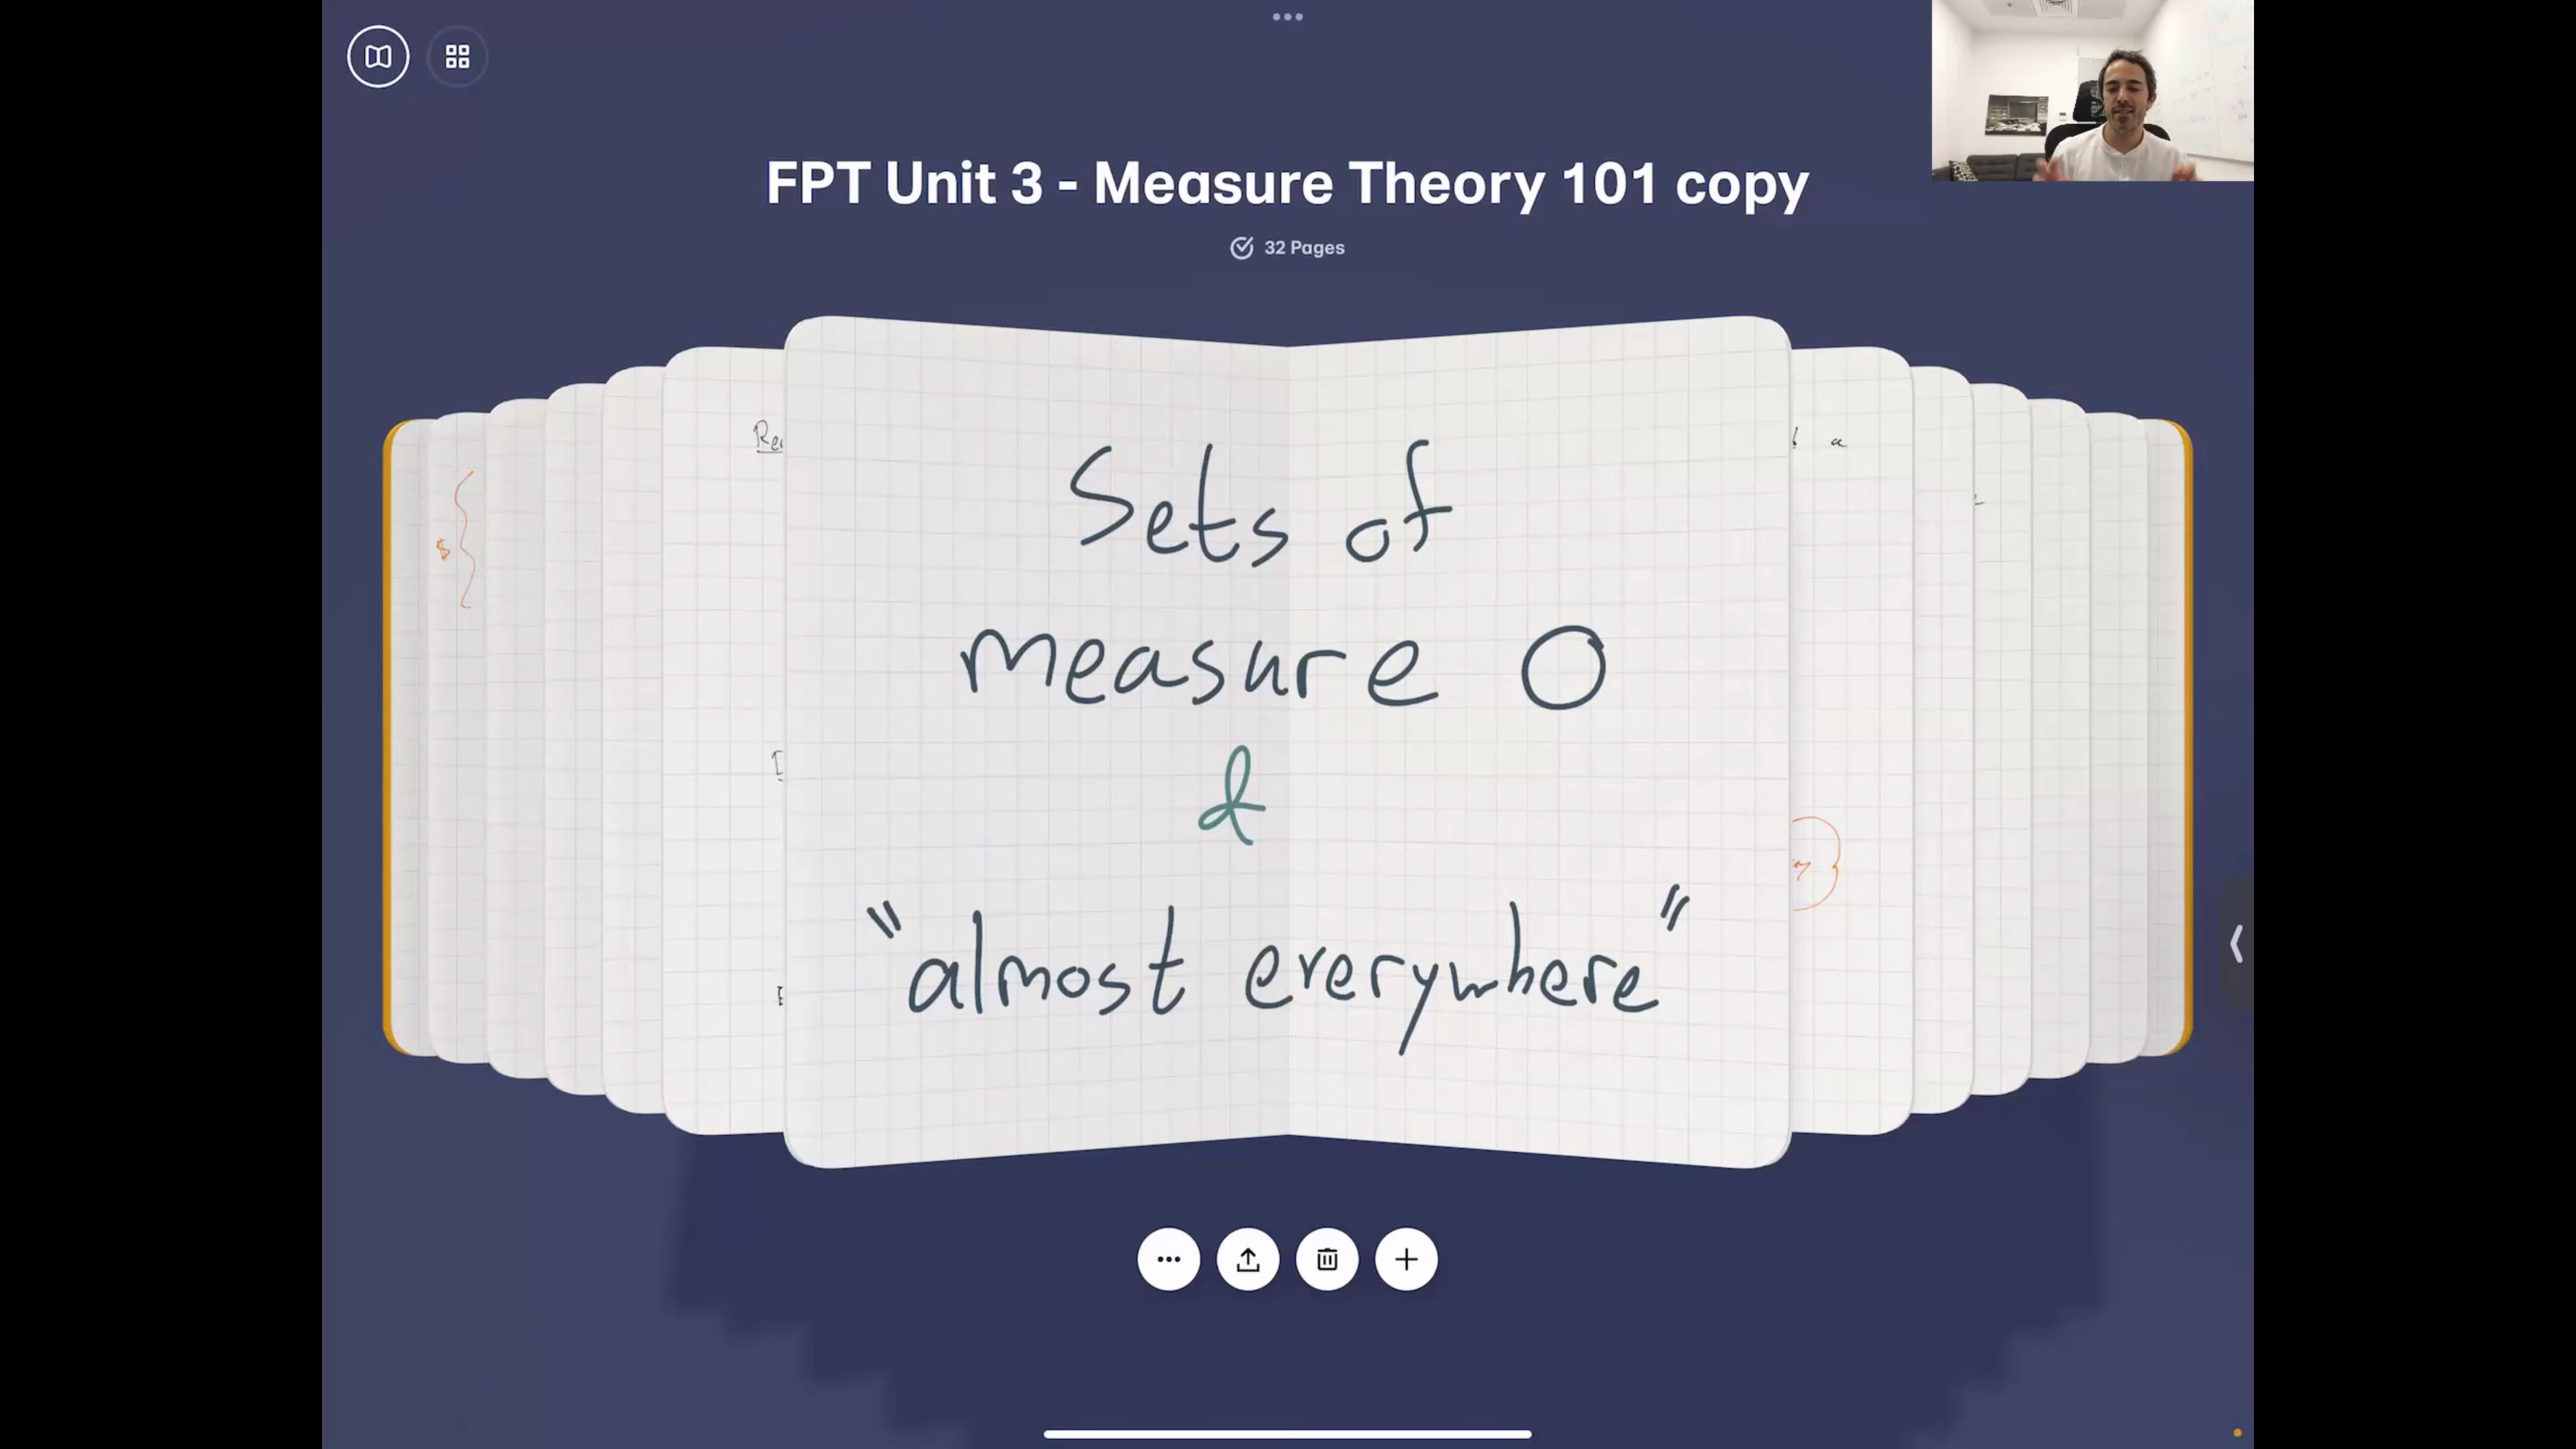 FPT Unit 3 - Measure Theory 101 copy
32 Pages
Sets of
measure 0
&
"almost everywhere"